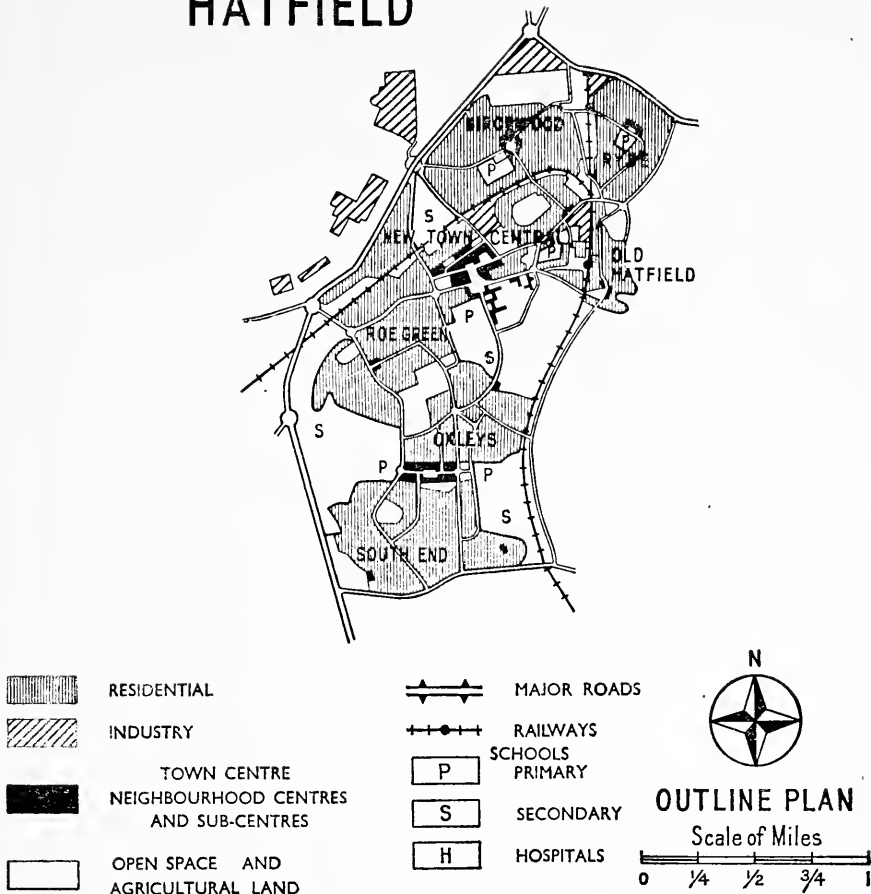 HATFIELD
BIRCHWOOD
P
RYDE
P
S
NEW TOWN CENTRAL
P
OLD
HATFIELD
P
ROE GREEN
S
S
OXLEYS
P
P
S
SOUTH END
RESIDENTIAL
INDUSTRY
TOWN CENTRE
NEIGHBOURHOOD CENTRES
AND SUB-CENTRES
OPEN SPACE AND
AGRICULTURAL LAND
MAJOR ROADS
RAILWAYS
SCHOOLS
P PRIMARY
S SECONDARY
H HOSPITALS
N
OUTLINE PLAN
Scale of Miles
0 1/4 1/2 3/4 1